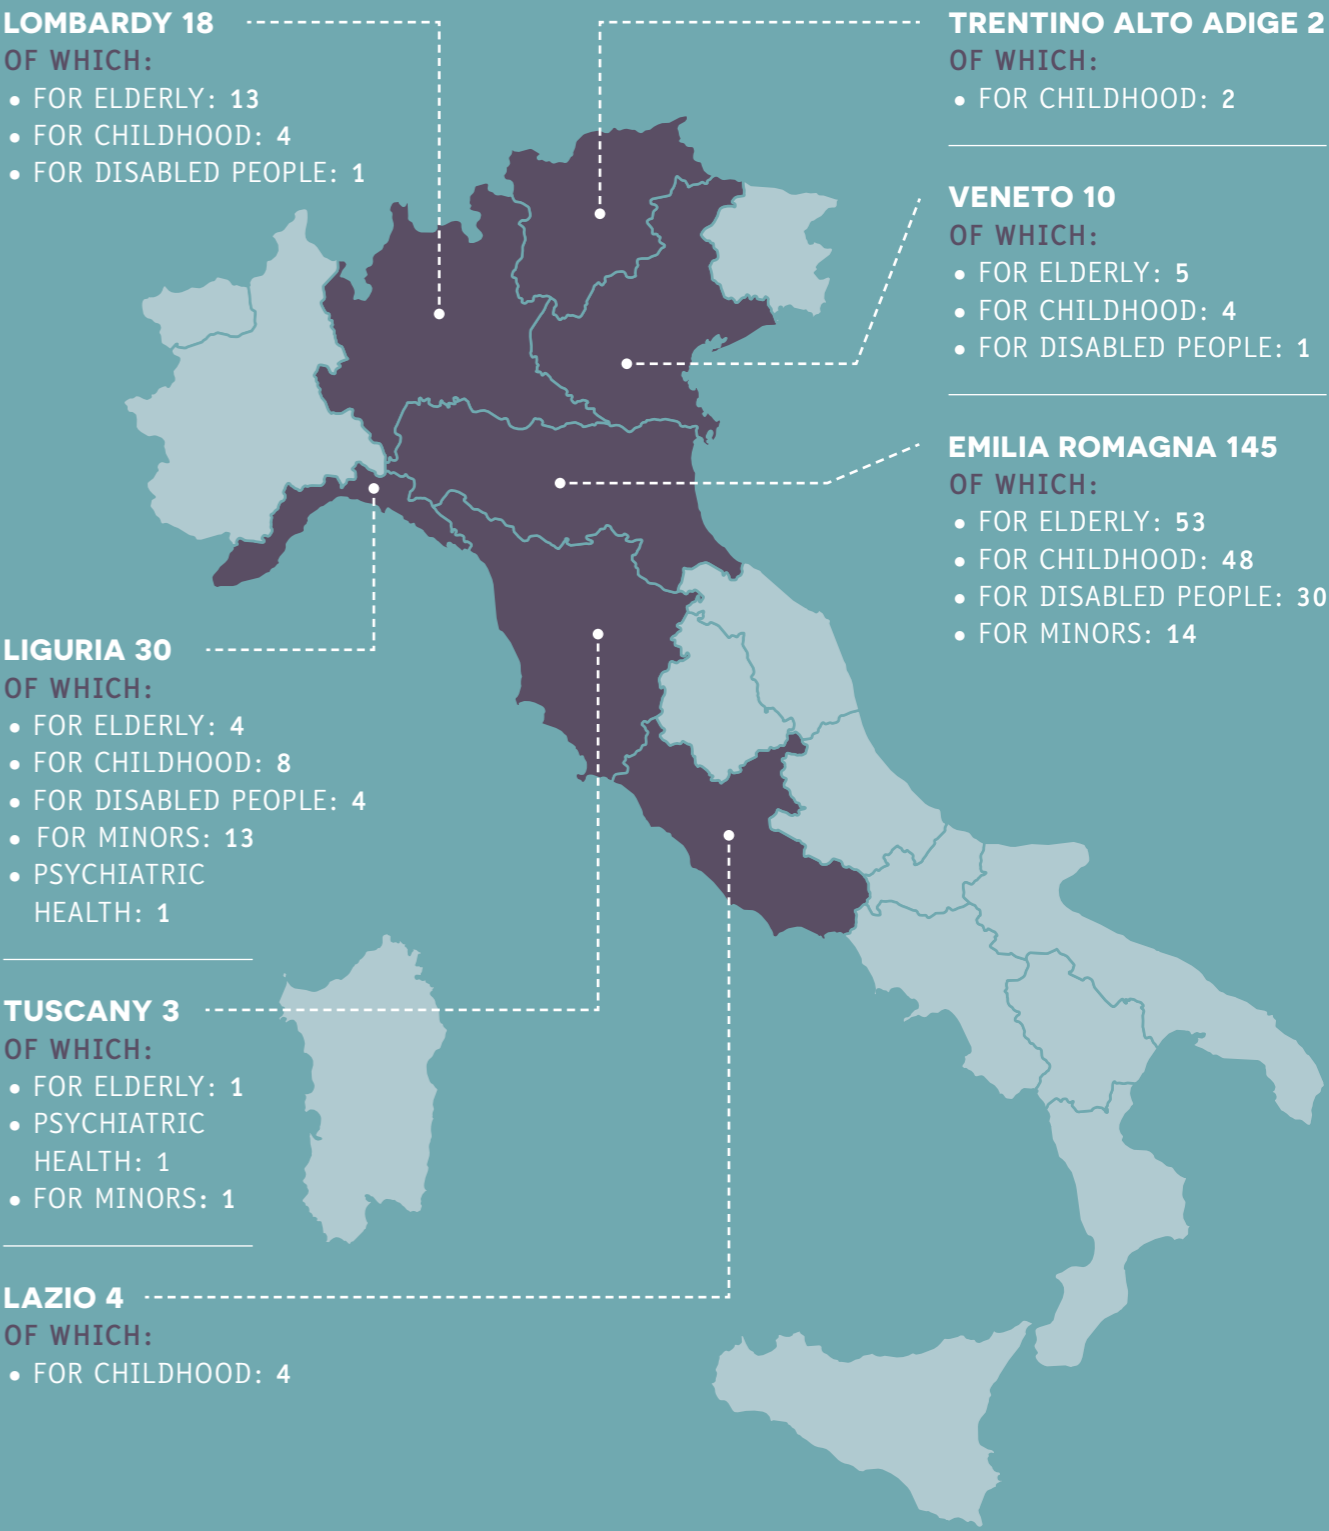 LOMBARDY 18
OF WHICH:
• FOR ELDERLY: 13
• FOR CHILDHOOD: 4
• FOR DISABLED PEOPLE: 1
LIGURIA 30
OF WHICH:
• FOR ELDERLY: 4
• FOR CHILDHOOD: 8
• FOR DISABLED PEOPLE: 4
• FOR MINORS: 13
• PSYCHIATRIC
HEALTH: 1
TUSCANY 3
OF WHICH:
• FOR ELDERLY: 1
• PSYCHIATRIC
HEALTH: 1
• FOR MINORS: 1
LAZIO 4
OF WHICH:
• FOR CHILDHOOD: 4
TRENTINO ALTO ADIGE 2
OF WHICH:
• FOR CHILDHOOD: 2
VENETO 10
OF WHICH:
• FOR ELDERLY: 5
• FOR CHILDHOOD: 4
• FOR DISABLED PEOPLE: 1
EMILIA ROMAGNA 145
OF WHICH:
• FOR ELDERLY: 53
• FOR CHILDHOOD: 48
• FOR DISABLED PEOPLE: 30
• FOR MINORS: 14